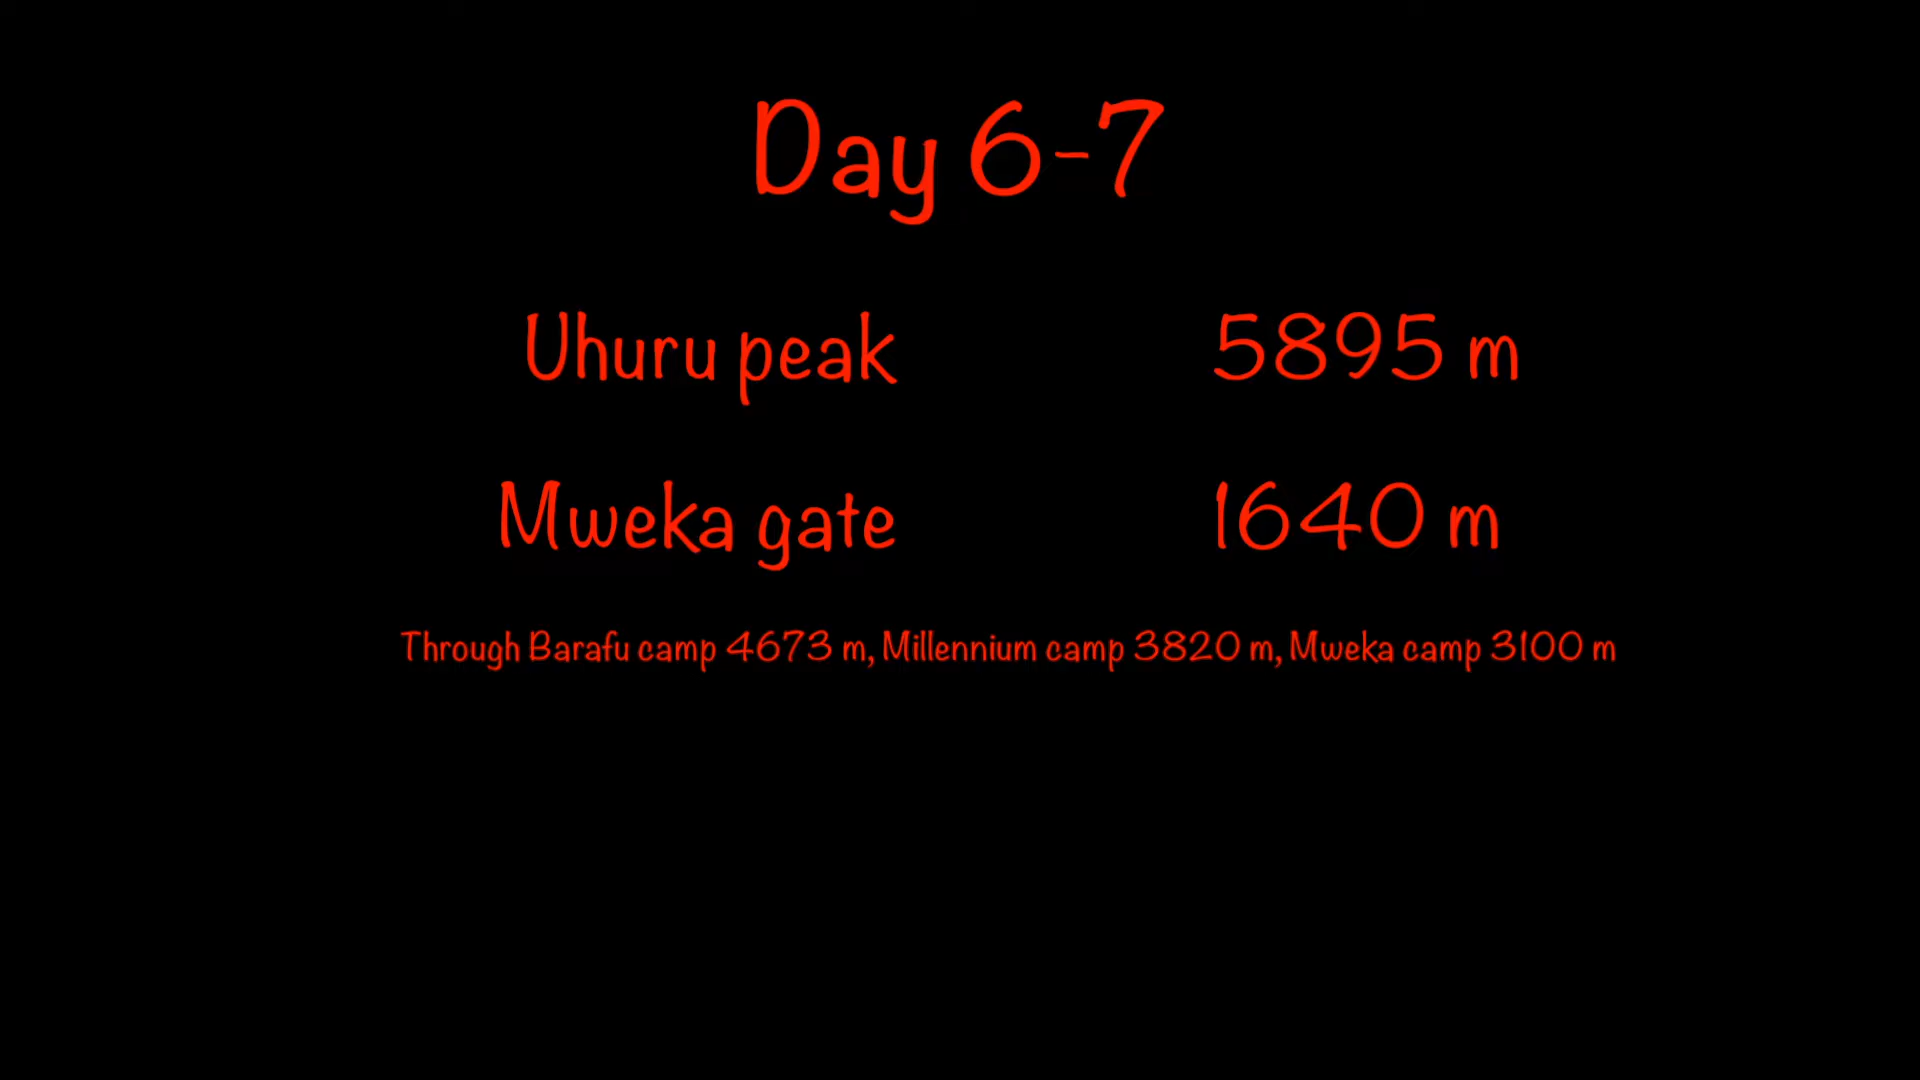 Day 6-7
Uhuru peak 5895 m
Mweka gate 1640 m
Through Barafu camp 4673 m, Millennium camp 3820 m, Mweka camp 3100 m